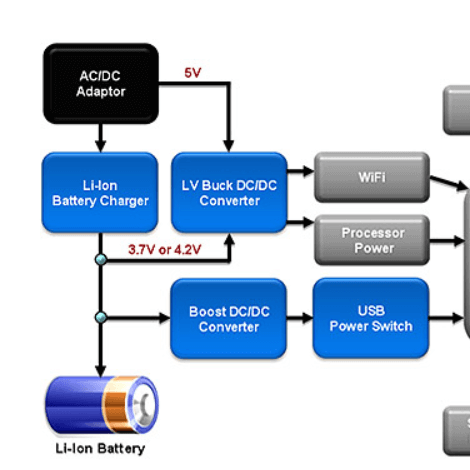 AC/DC
Adaptor
5V
Li-Ion
Battery Charger
LV Buck DC/DC
Converter
WiFi
Processor
Power
3.7V or 4.2V
Boost DC/DC
Converter
USB
Power Switch
Li-Ion Battery